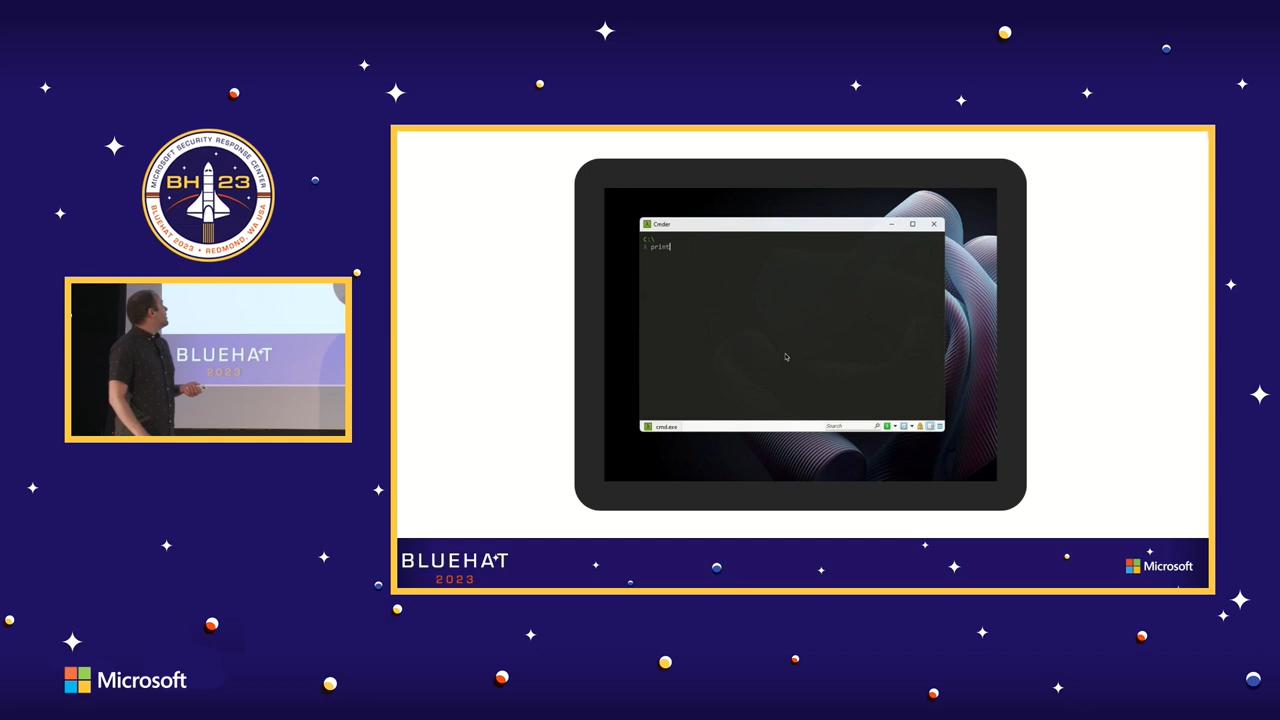 MICROSOFT SECURITY RESPONSE CENTER
BH 23
BLUEHAT 2023 • REDMOND, WA USA
BLUEHAT
2023
Cmder
C:\
λ print
cmd.exe
Search
BLUEHAT
2023
Microsoft
Microsoft